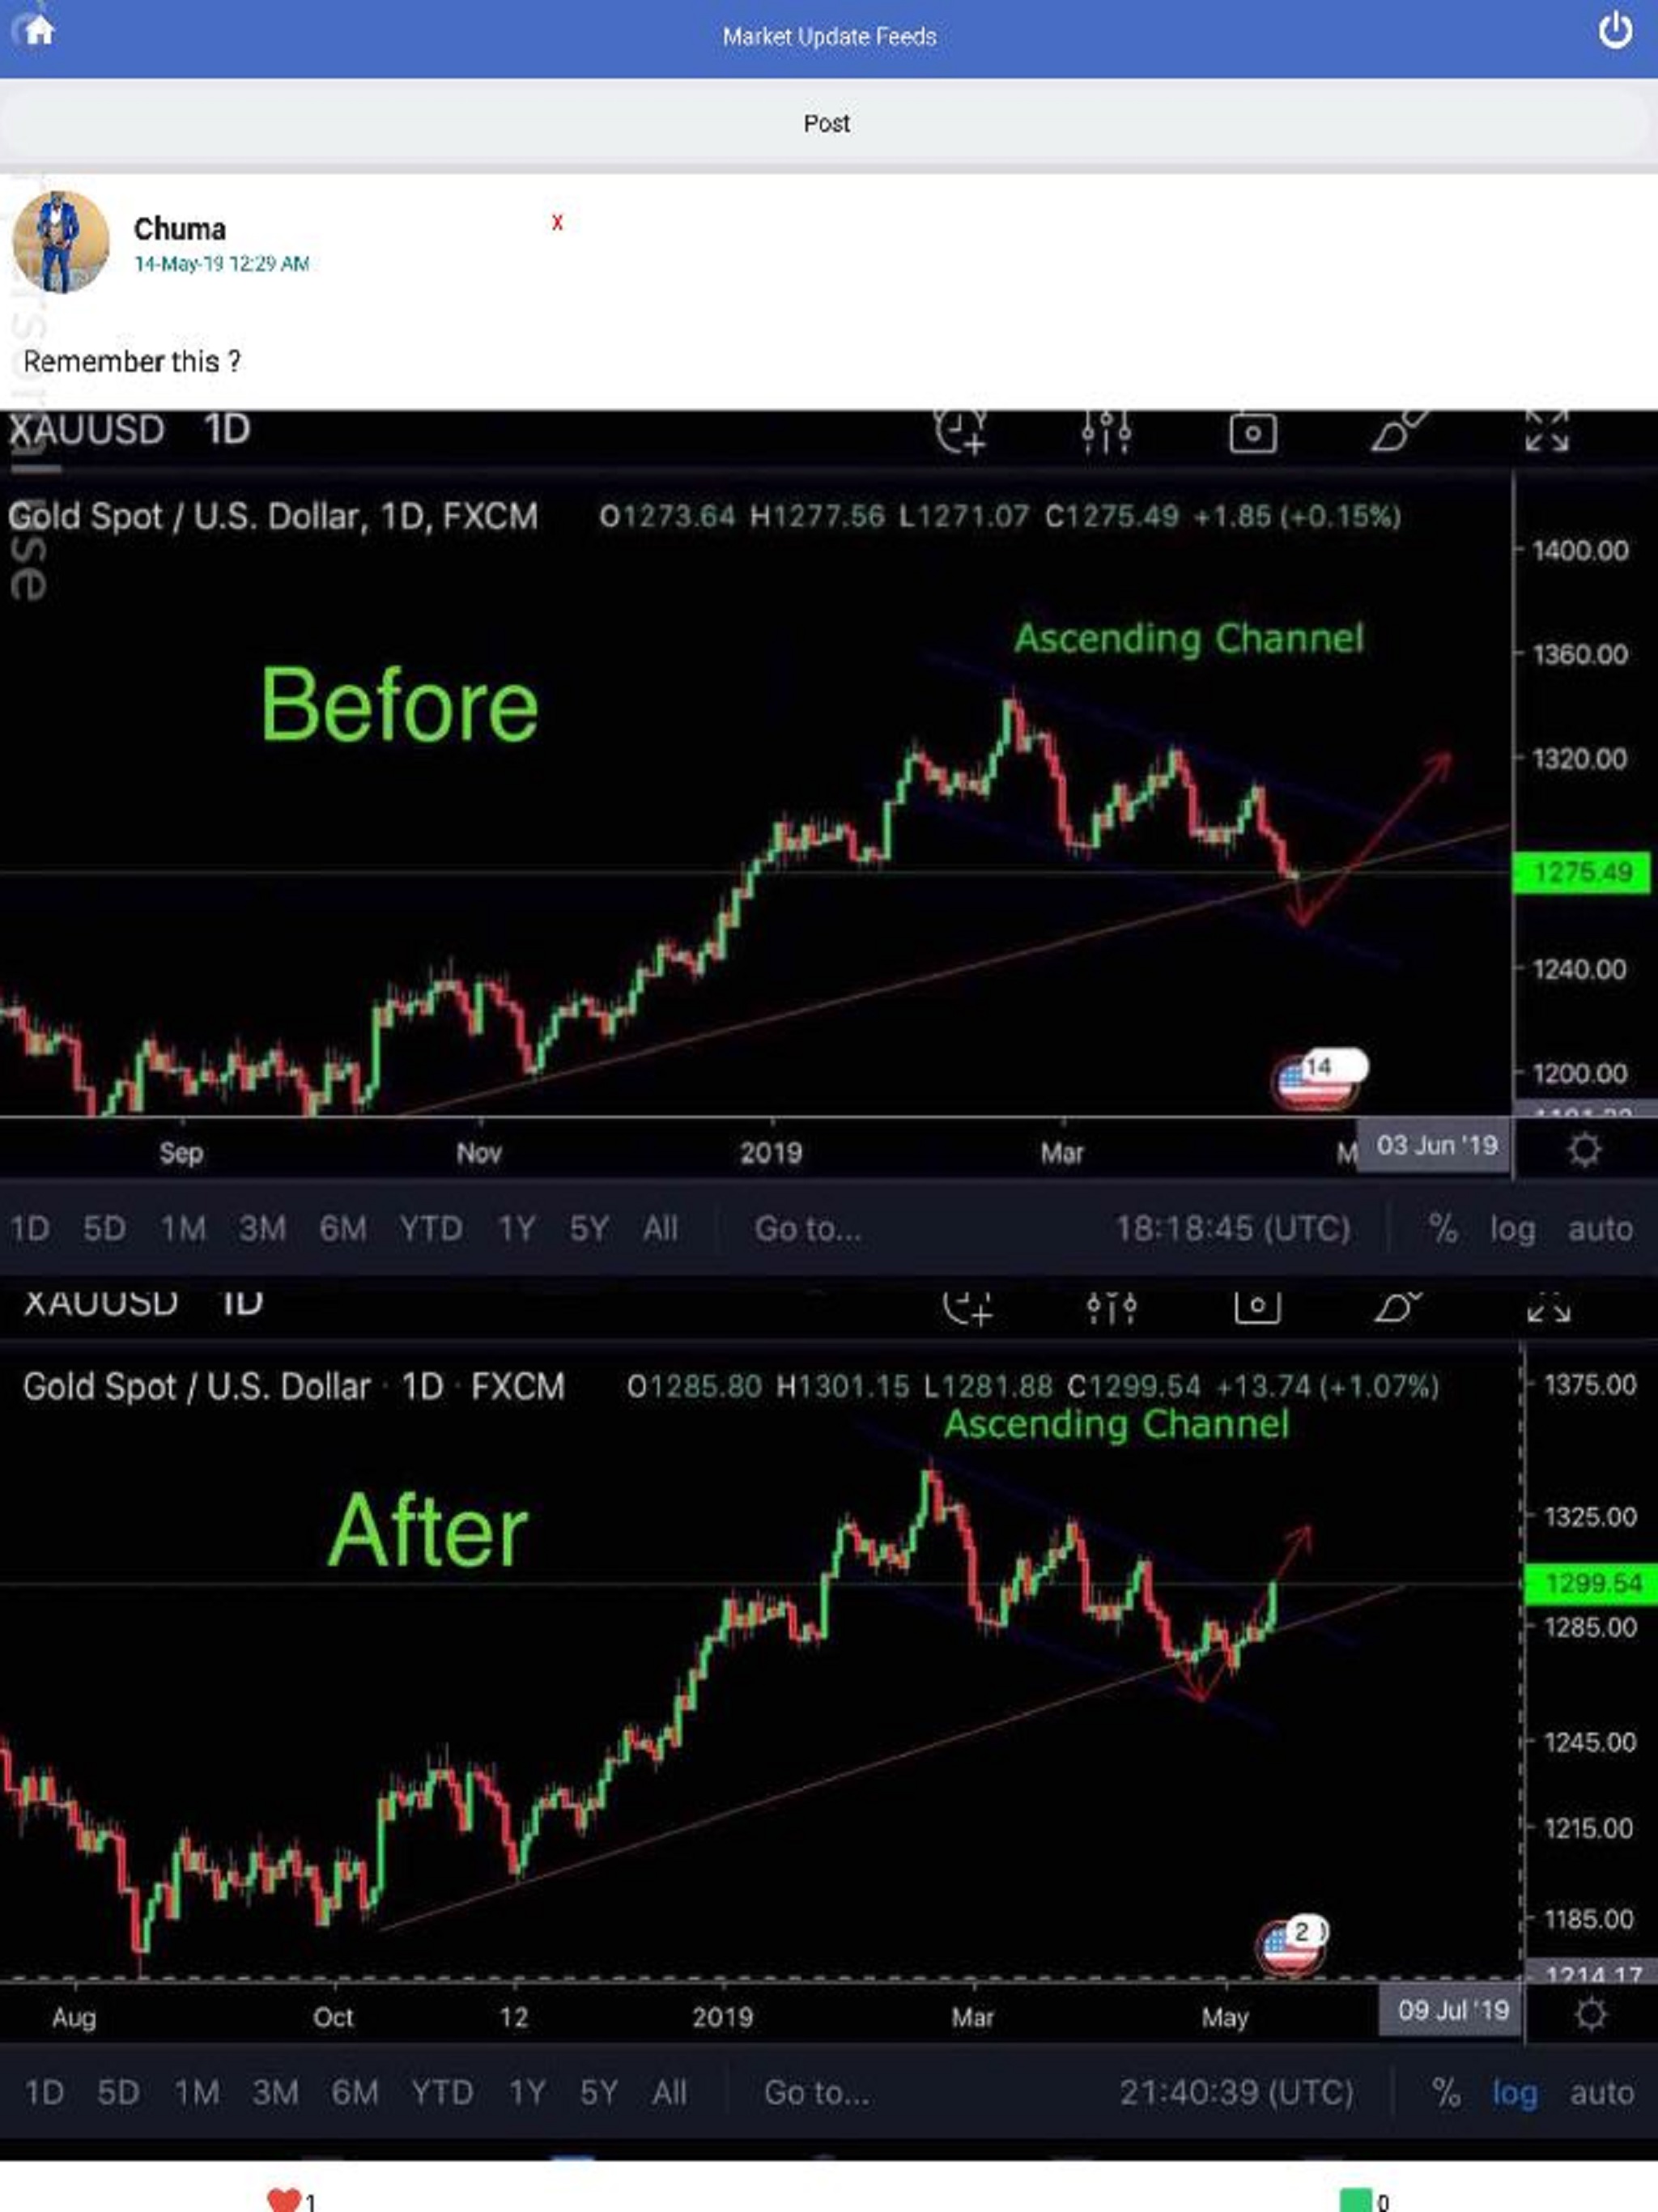 Market Update Feeds
Post
Chuma
x
14-May-19 12:29 AM
Remember this ?
XAUUSD 1D
Gold Spot / U.S. Dollar, 1D, FXCM O1273.64 H1277.56 L1271.07 C1275.49 +1.85 (+0.15%)
1400.00
Ascending Channel
1360.00
Before
1320.00
1275.49
1240.00
14
1200.00
Sep Nov 2019 Mar M 03 Jun '19
1D 5D 1M 3M 6M YTD 1Y 5Y All Go to... 18:18:45 (UTC) % log auto
XAUUSD 1D
Gold Spot / U.S. Dollar · 1D · FXCM O1285.80 H1301.15 L1281.88 C1299.54 +13.74 (+1.07%)
1375.00
Ascending Channel
After
1325.00
1299.54
1285.00
1245.00
1215.00
1185.00
2
1214.17
Aug Oct 12 2019 Mar May 09 Jul '19
1D 5D 1M 3M 6M YTD 1Y 5Y All Go to... 21:40:39 (UTC) % log auto
1 0